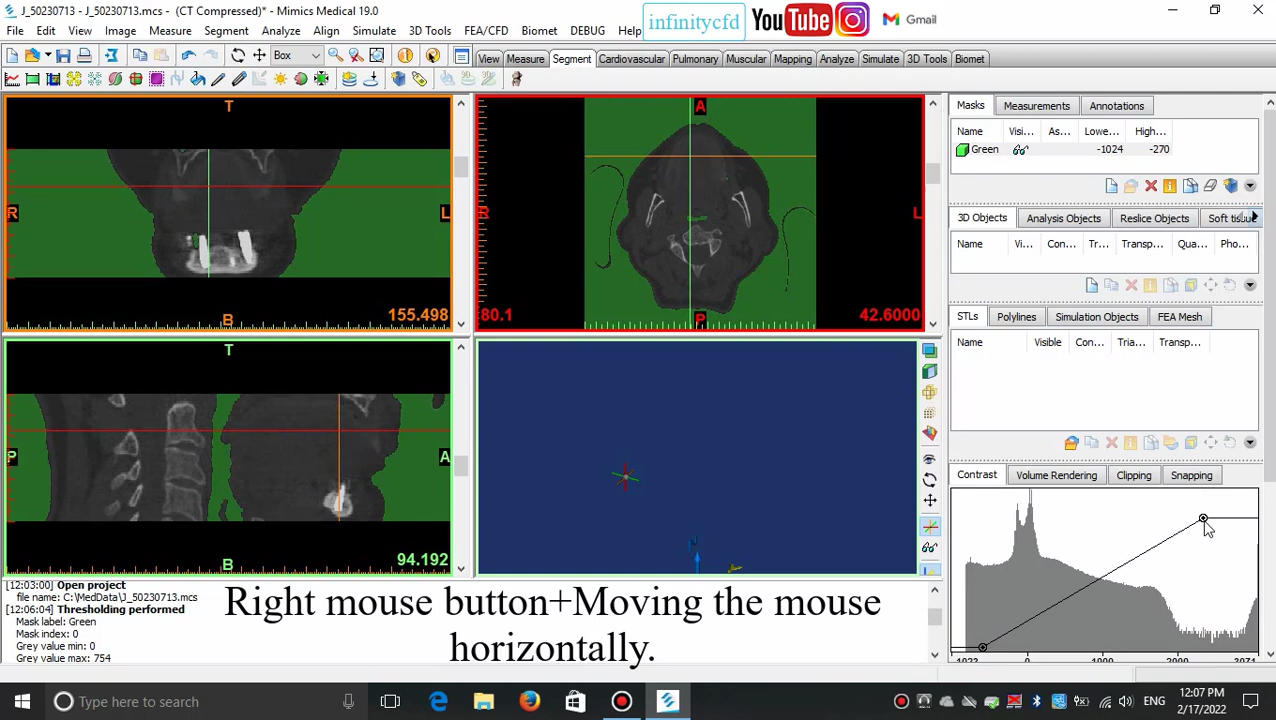 J_50230713 - J_50230713.mcs - (CT Compressed)* - Mimics Medical 19.0
infinitycfd
YouTube
Gmail
File Edit View Image Measure Segment Analyze Align Simulate 3D Tools FEA/CFD Biomet DEBUG Help
Box
View Measure Segment Cardiovascular Pulmonary Muscular Mapping Analyze Simulate 3D Tools Biomet
Masks Measurements Annotations
Name Visi... As... Lowe... High...
Green -1024 -270
3D Objects Analysis Objects Reslice Objects Soft tissue
Name Vi... Con... Tr... Transp... Qua... Pho...
STLs Polylines Simulation Objects FEA Mesh
Name Visible Con... Tria... Transp...
Contrast Volume Rendering Clipping Snapping
-1023 0 1000 2000 3071
T
R
L
B
155.498
A
R
L
P
80.1
42.6000
T
P
A
B
94.192
[12:03:00] Open project
file name: C:\MedData\J_50230713.mcs
[12:06:04] Thresholding performed
Mask label: Green
Mask index: 0
Grey value min: 0
Grey value max: 754
Right mouse button+Moving the mouse
horizontally.
Type here to search
ENG
12:07 PM
2/17/2022